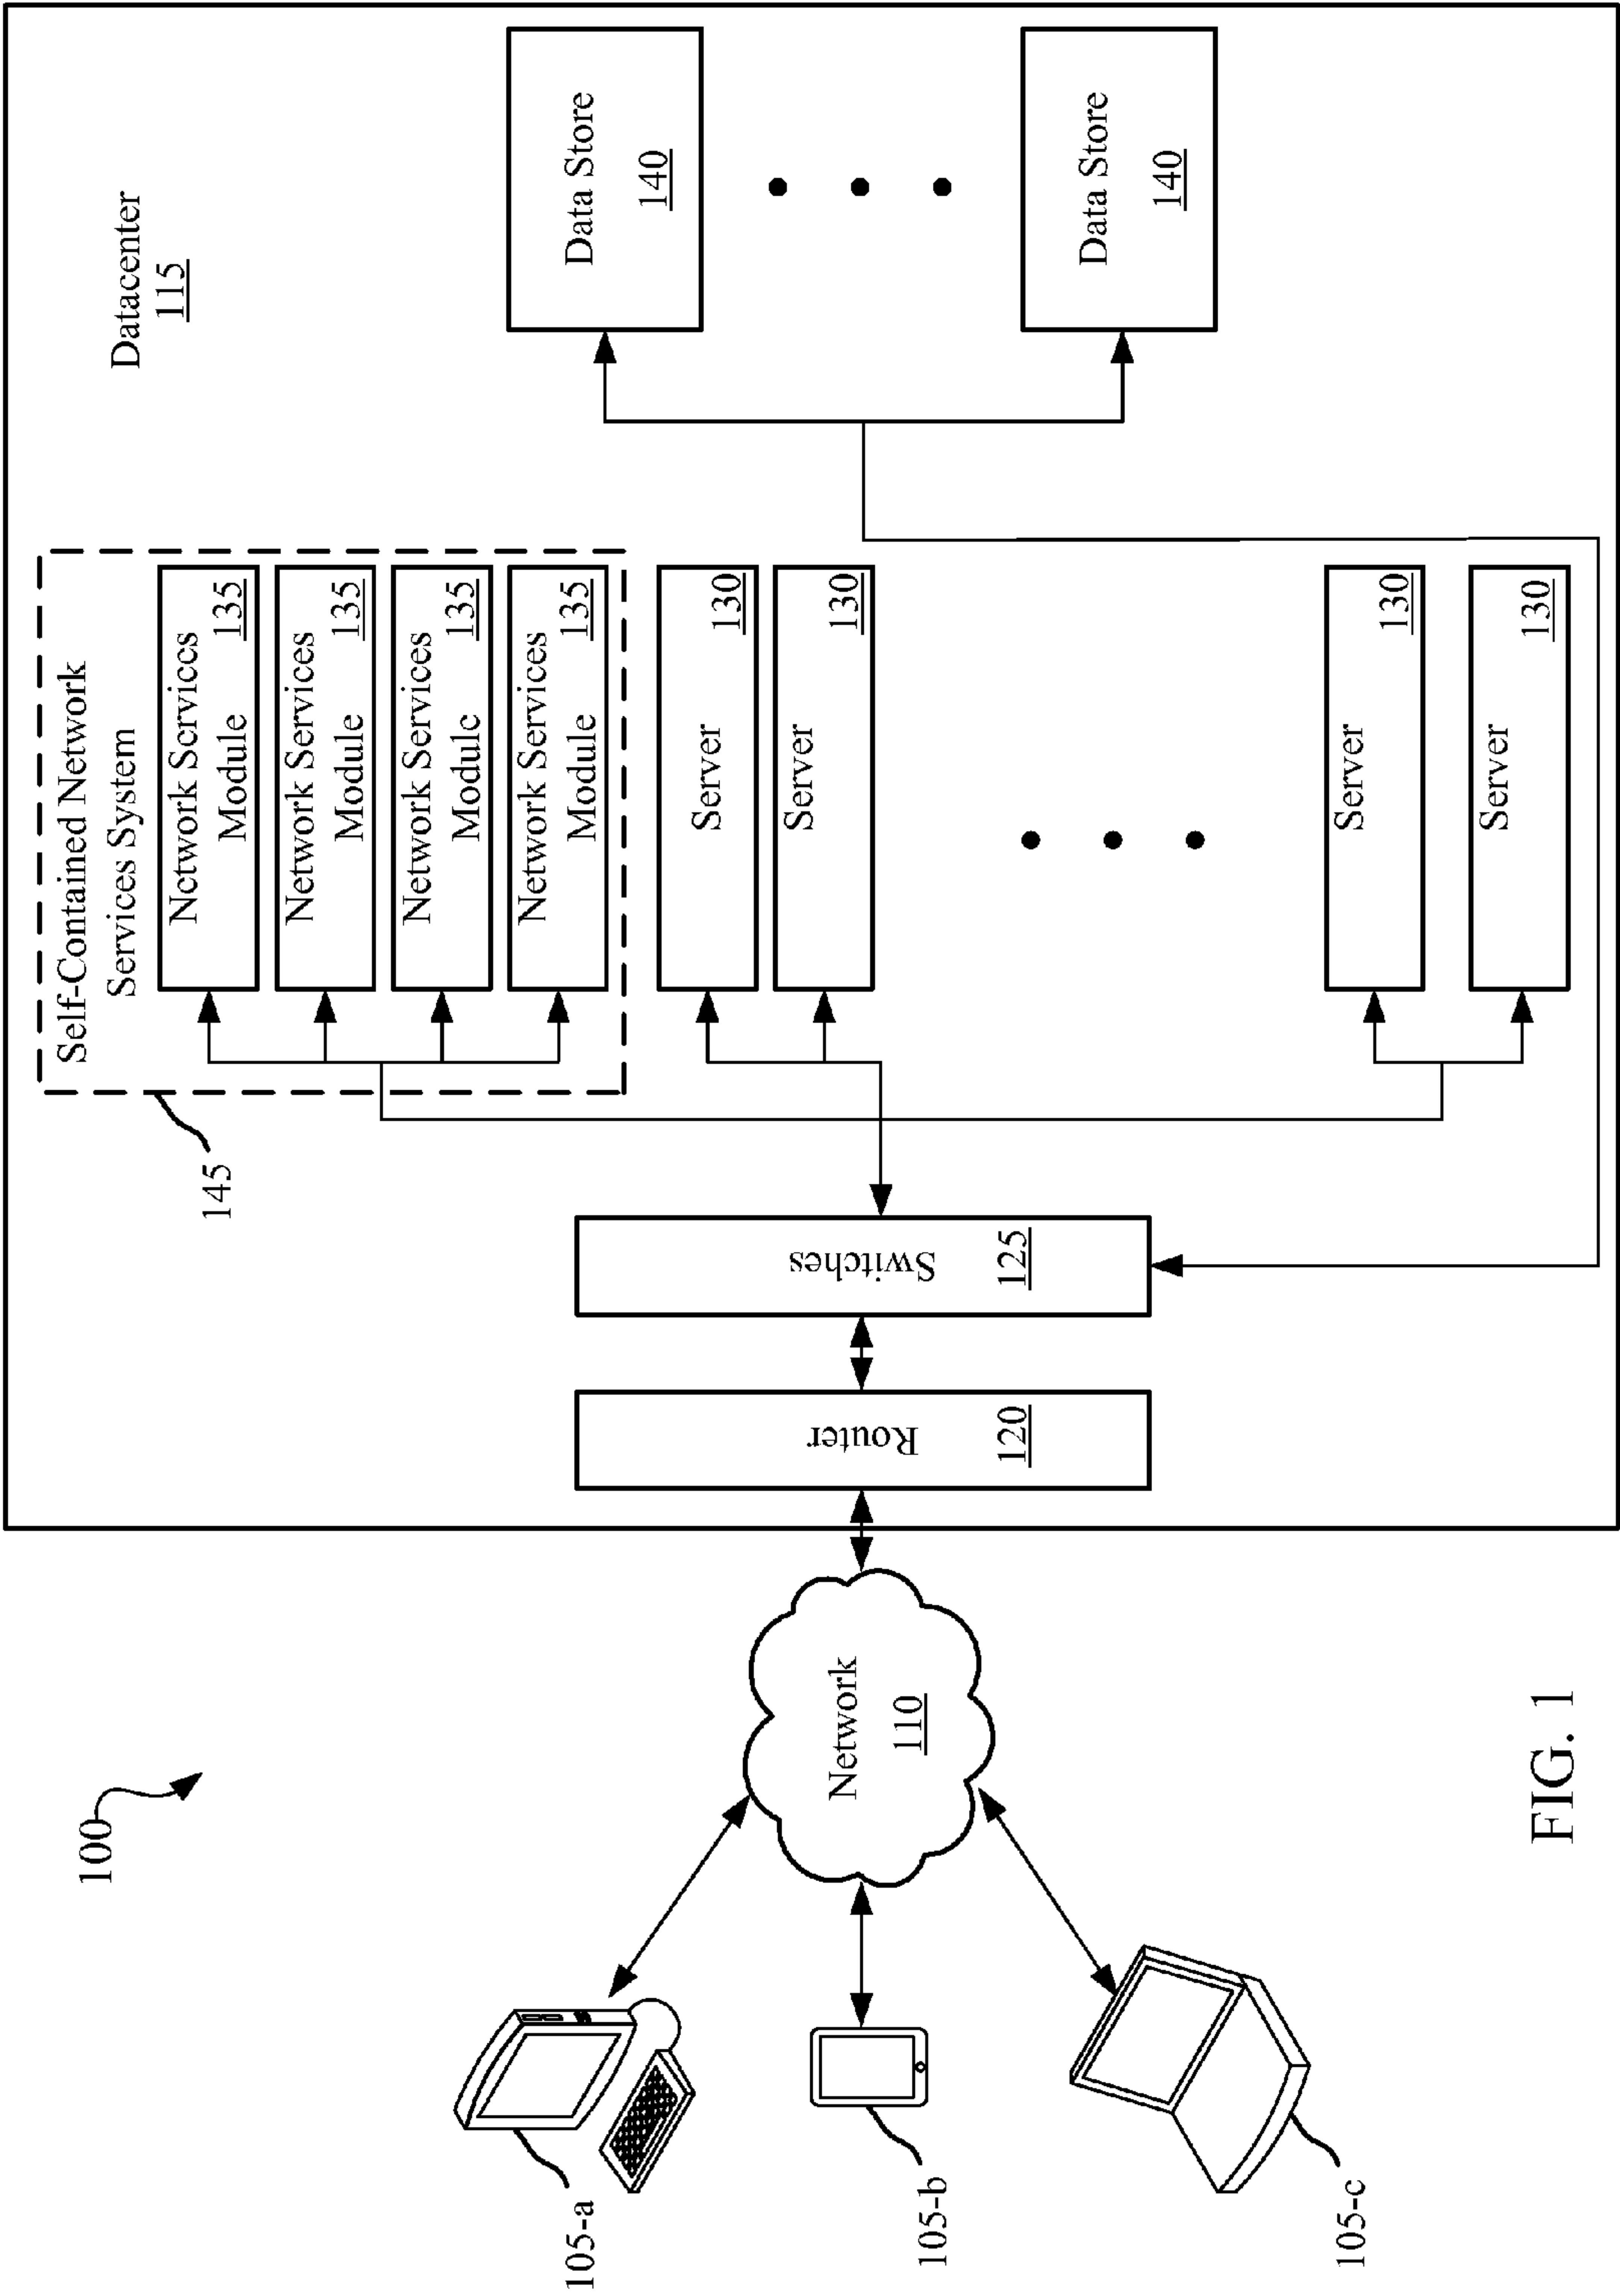 100
105-a
105-b
105-c
Network
110
Datacenter
115
Router
120
Switches
125
145
Self-Contained Network
Services System
Network Services
Module
135
Network Services
Module
135
Network Services
Module
135
Network Services
Module
135
Server
130
Server
130
Server
130
Server
130
Data Store
140
Data Store
140
FIG. 1